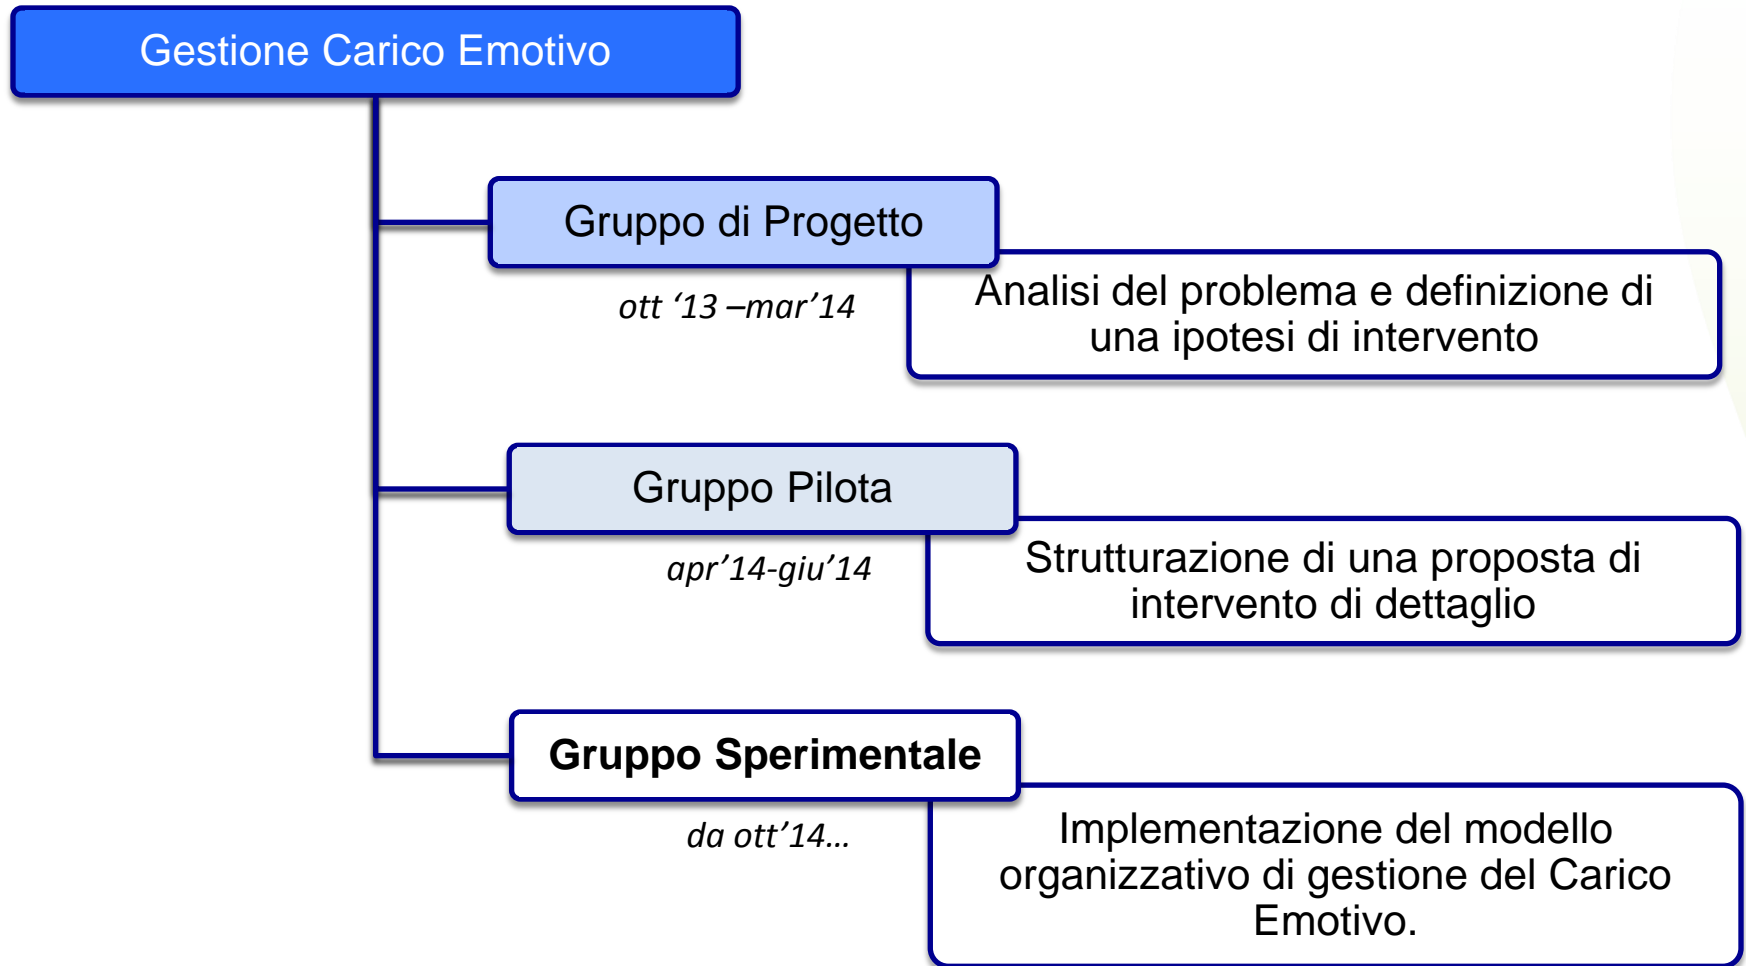 Gestione Carico Emotivo
Gruppo di Progetto
ott ‘13 –mar’14
Analisi del problema e definizione di
una ipotesi di intervento
Gruppo Pilota
apr’14-giu’14
Strutturazione di una proposta di
intervento di dettaglio
Gruppo Sperimentale
da ott’14…
Implementazione del modello
organizzativo di gestione del Carico
Emotivo.